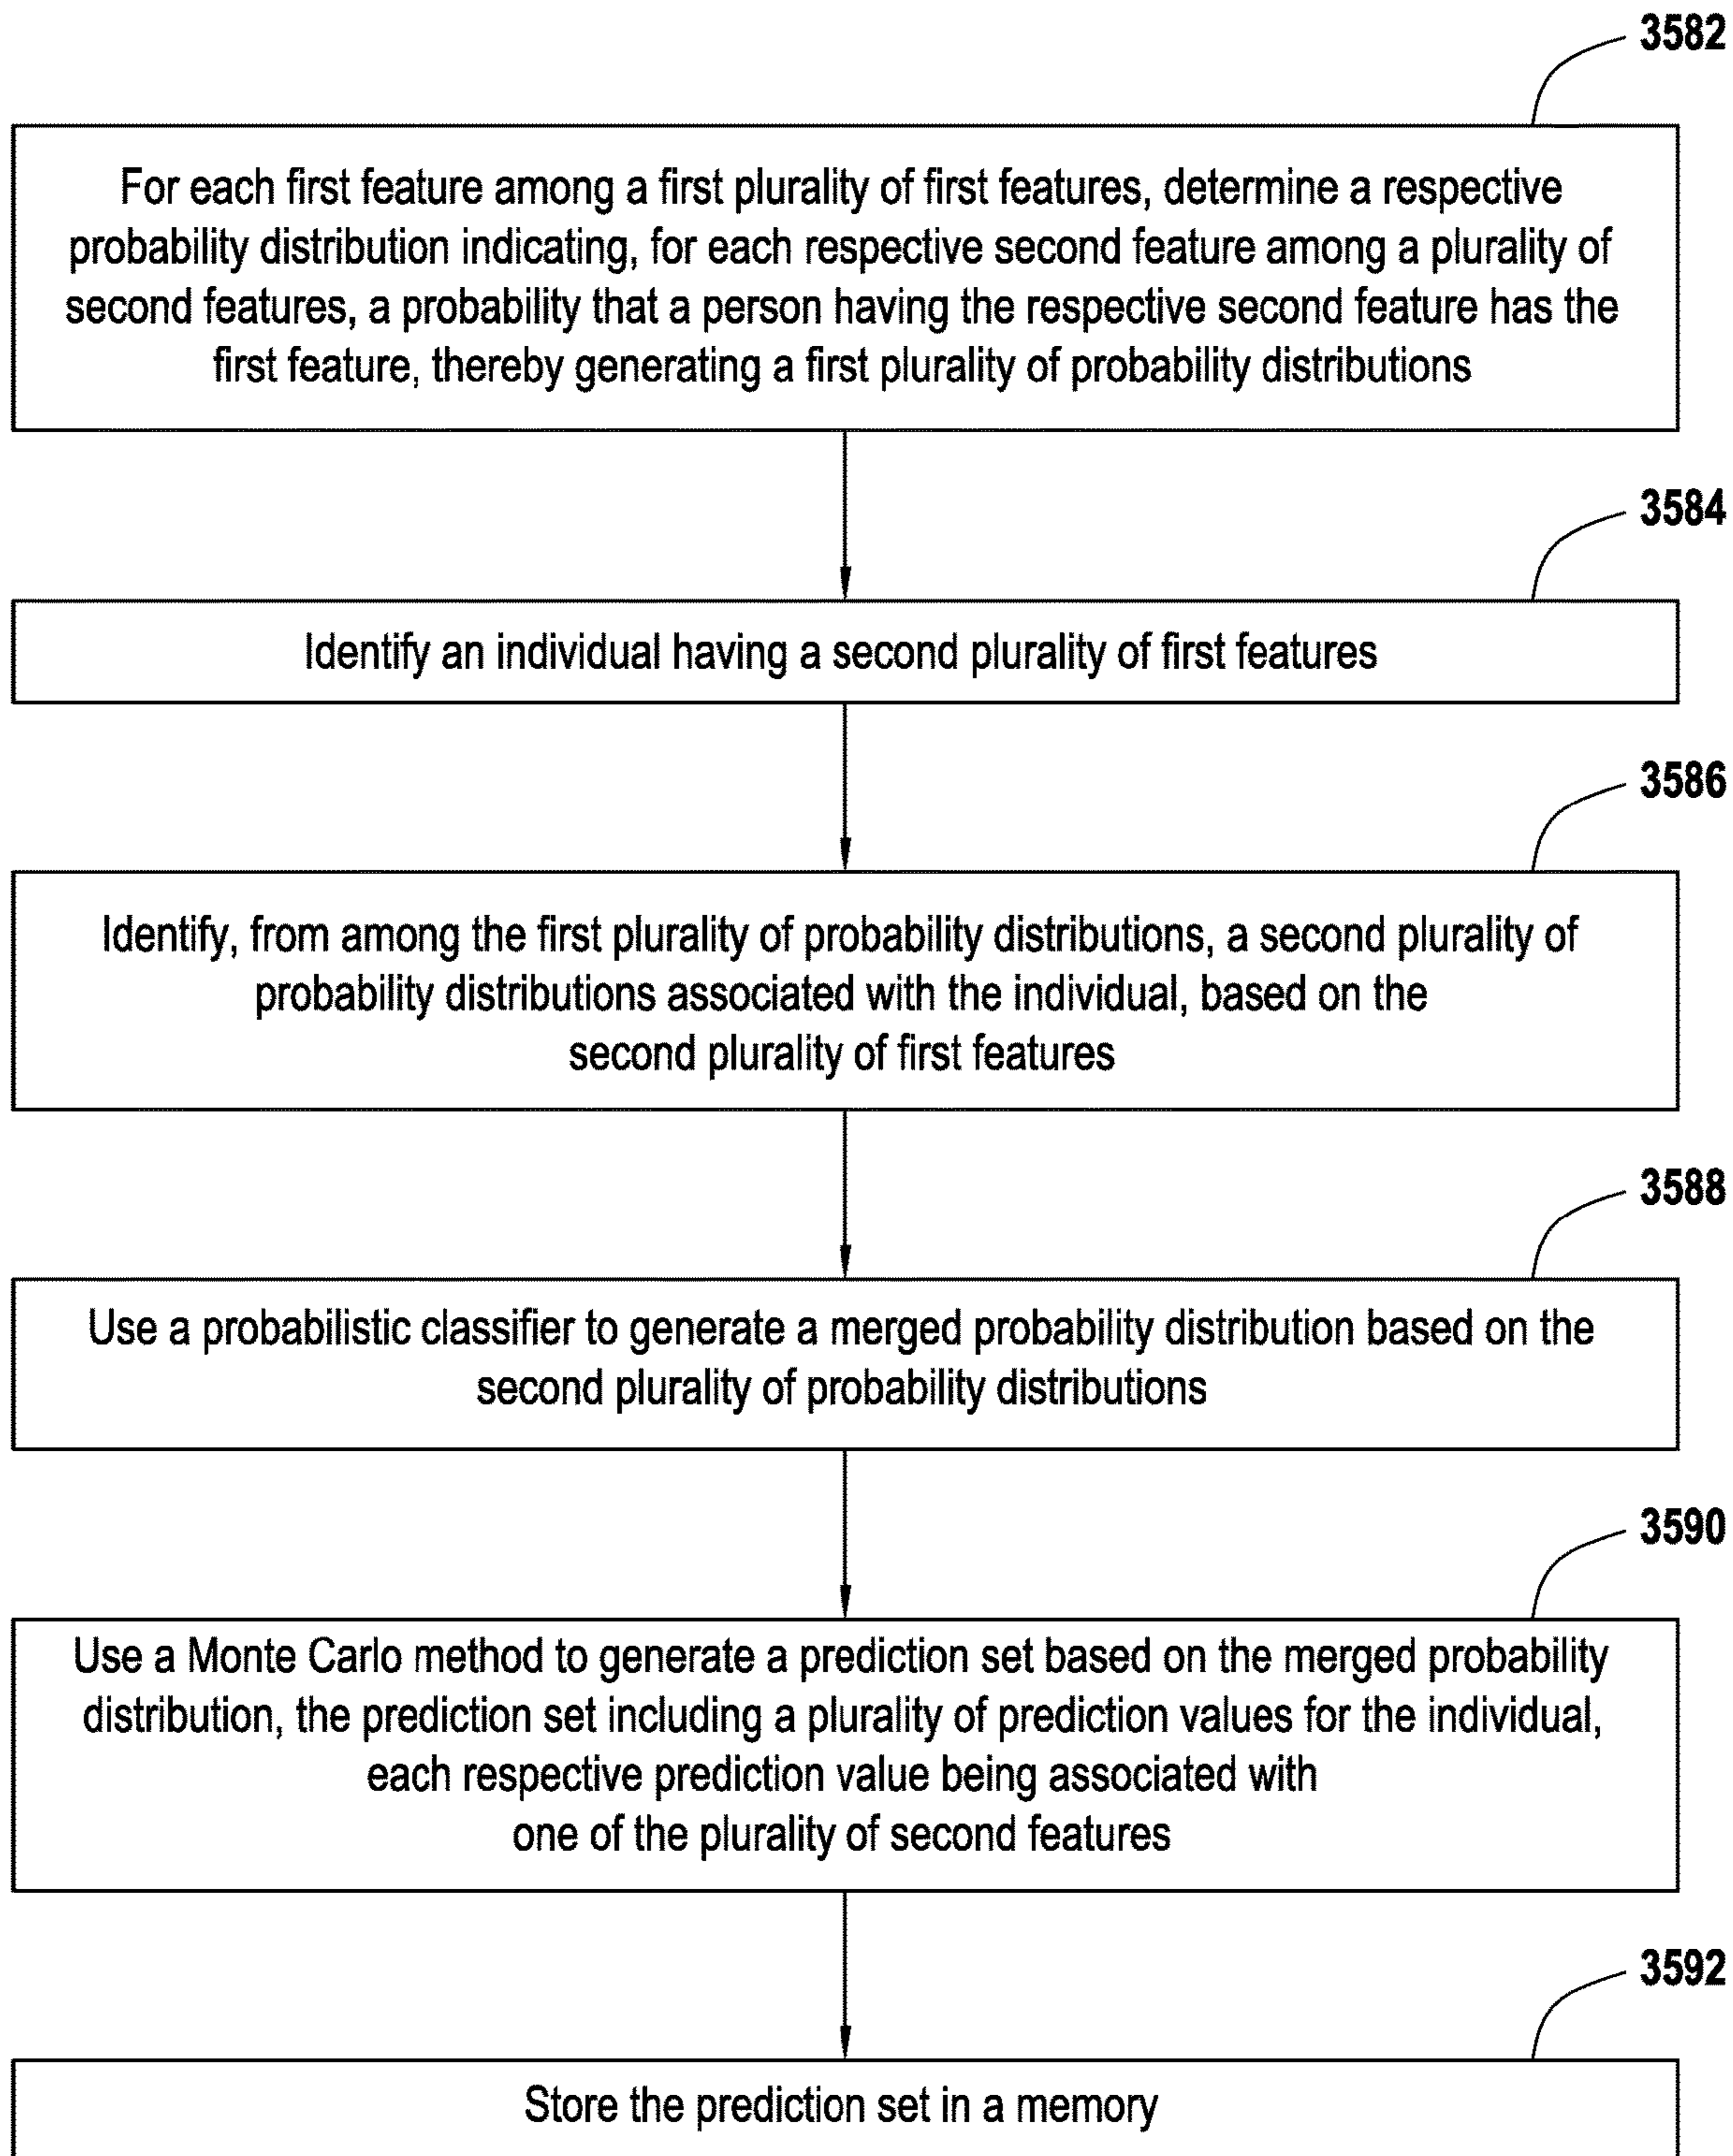 3582
For each first feature among a first plurality of first features, determine a respective
probability distribution indicating, for each respective second feature among a plurality of
second features, a probability that a person having the respective second feature has the
first feature, thereby generating a first plurality of probability distributions
3584
Identify an individual having a second plurality of first features
3586
Identify, from among the first plurality of probability distributions, a second plurality of
probability distributions associated with the individual, based on the
second plurality of first features
3588
Use a probabilistic classifier to generate a merged probability distribution based on the
second plurality of probability distributions
3590
Use a Monte Carlo method to generate a prediction set based on the merged probability
distribution, the prediction set including a plurality of prediction values for the individual,
each respective prediction value being associated with
one of the plurality of second features
3592
Store the prediction set in a memory